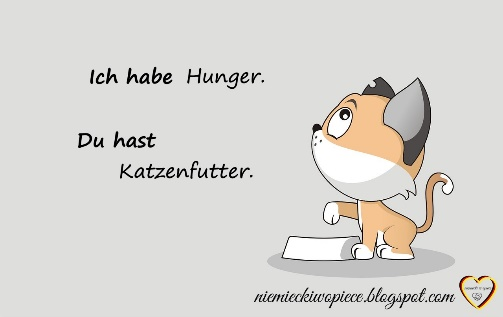 Ich habe Hunger.
Du hast
Katzenfutter.
niemieckiwopiece.blogspot.com